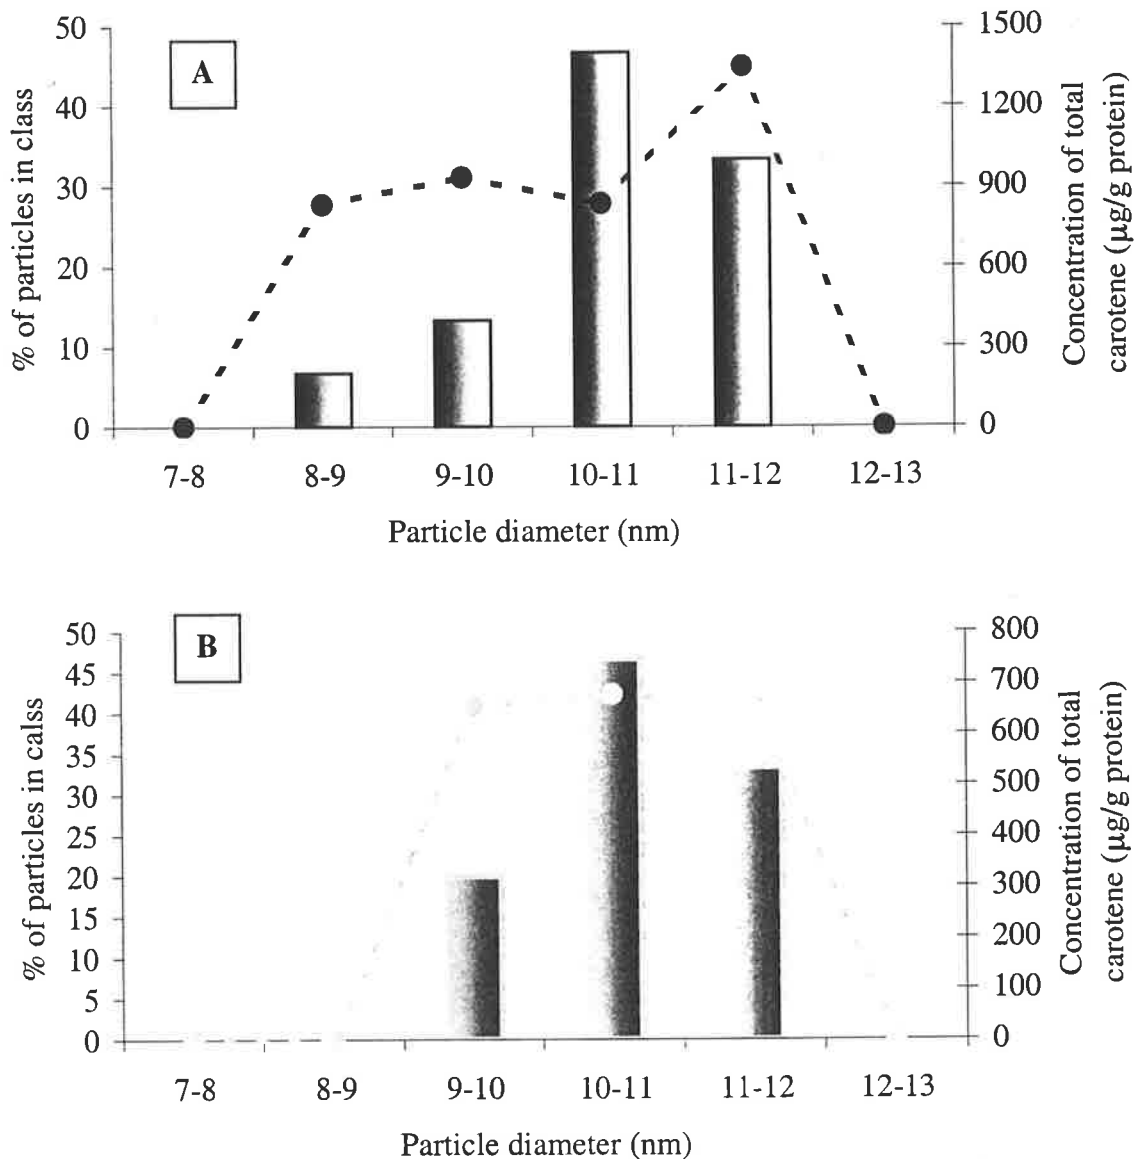 A
% of particles in class
50
40
30
20
10
0
1500
1200
900
600
300
0
Concentration of total
carotene (µg/g protein)
7-8 8-9 9-10 10-11 11-12 12-13
Particle diameter (nm)
B
% of particles in calss
50
45
40
35
30
25
20
15
10
5
0
800
700
600
500
400
300
200
100
0
Concentration of total
carotene (µg/g protein)
7-8 8-9 9-10 10-11 11-12 12-13
Particle diameter (nm)